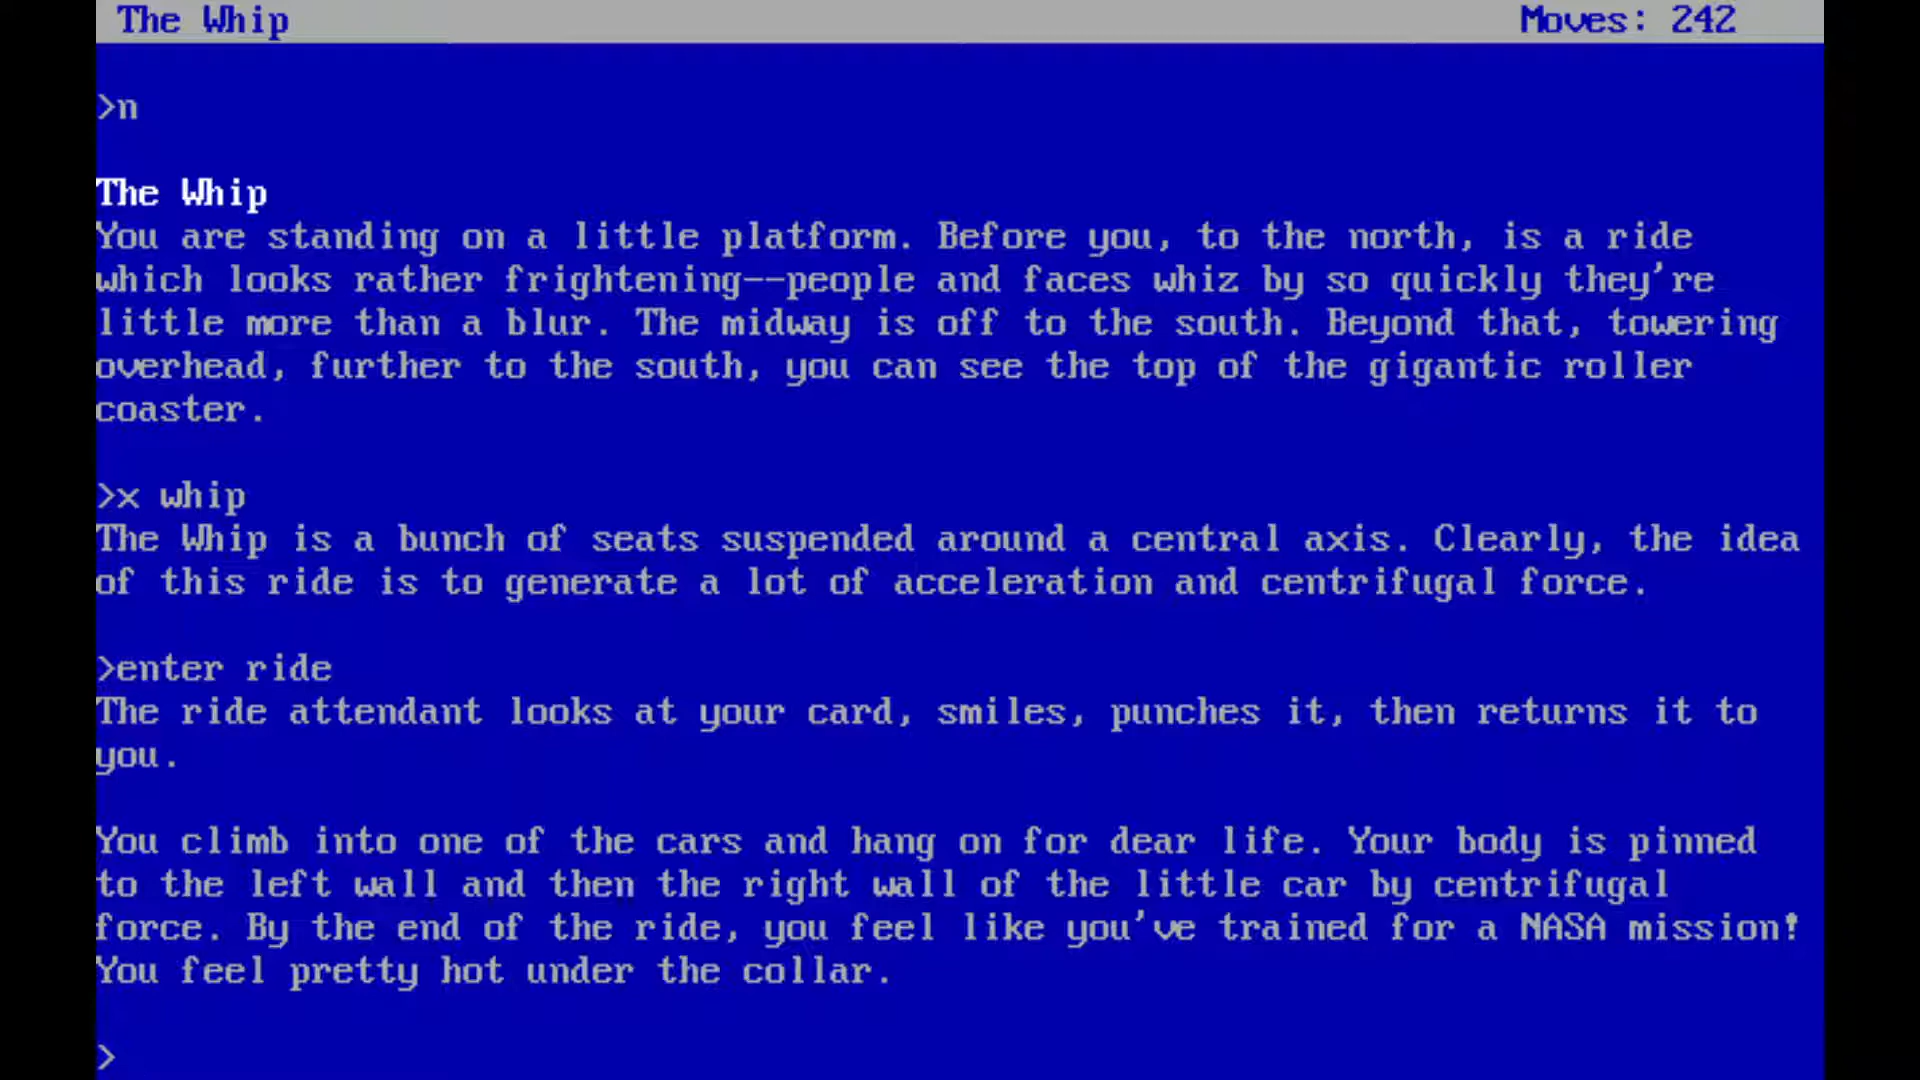 The Whip Moves: 242
>n
The Whip
You are standing on a little platform. Before you, to the north, is a ride
which looks rather frightening--people and faces whiz by so quickly they're
little more than a blur. The midway is off to the south. Beyond that, towering
overhead, further to the south, you can see the top of the gigantic roller
coaster.
>x whip
The Whip is a bunch of seats suspended around a central axis. Clearly, the idea
of this ride is to generate a lot of acceleration and centrifugal force.
>enter ride
The ride attendant looks at your card, smiles, punches it, then returns it to
you.
You climb into one of the cars and hang on for dear life. Your body is pinned
to the left wall and then the right wall of the little car by centrifugal
force. By the end of the ride, you feel like you've trained for a NASA mission!
You feel pretty hot under the collar.
>